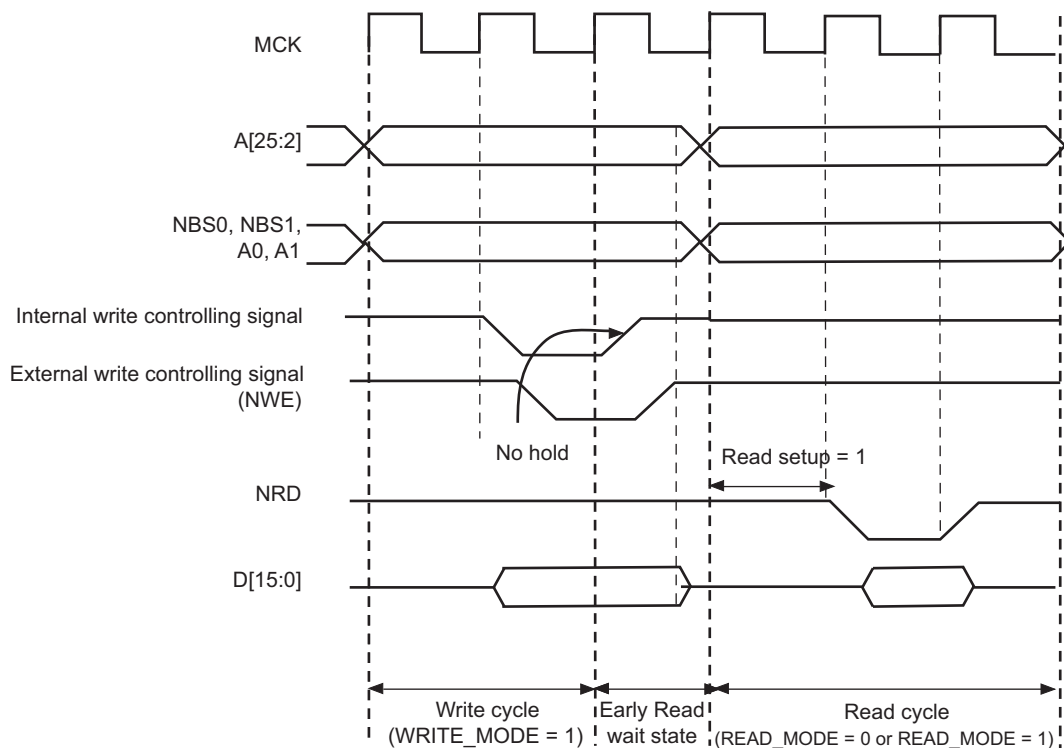 MCK
A[25:2]
NBS0, NBS1,
A0, A1
Internal write controlling signal
External write controlling signal
(NWE)
No hold
Read setup = 1
NRD
D[15:0]
Write cycle
(WRITE_MODE = 1)
Early Read
wait state
Read cycle
(READ_MODE = 0 or READ_MODE = 1)